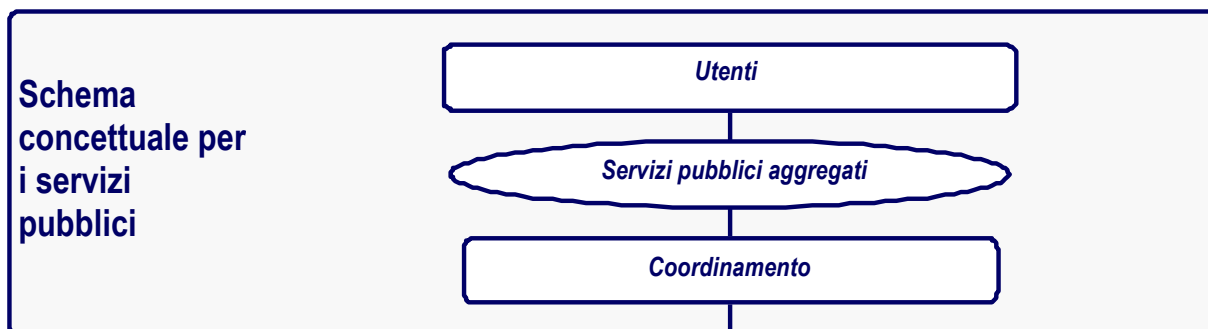 Schema
concettuale per
i servizi
pubblici
Utenti
Servizi pubblici aggregati
Coordinamento